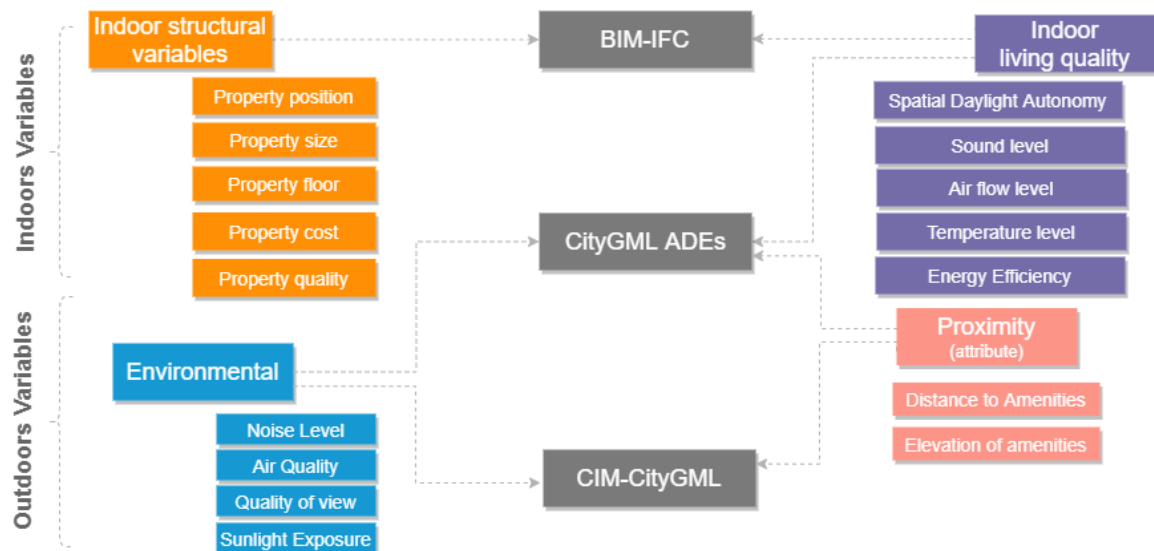 Indoors Variables
Outdoors Variables
Indoor structural
variables
Property position
Property size
Property floor
Property cost
Property quality
Environmental
Noise Level
Air Quality
Quality of view
Sunlight Exposure
BIM-IFC
CityGML ADEs
CIM-CityGML
Indoor
living quality
Spatial Daylight Autonomy
Sound level
Air flow level
Temperature level
Energy Efficiency
Proximity
(attribute)
Distance to Amenities
Elevation of amenities